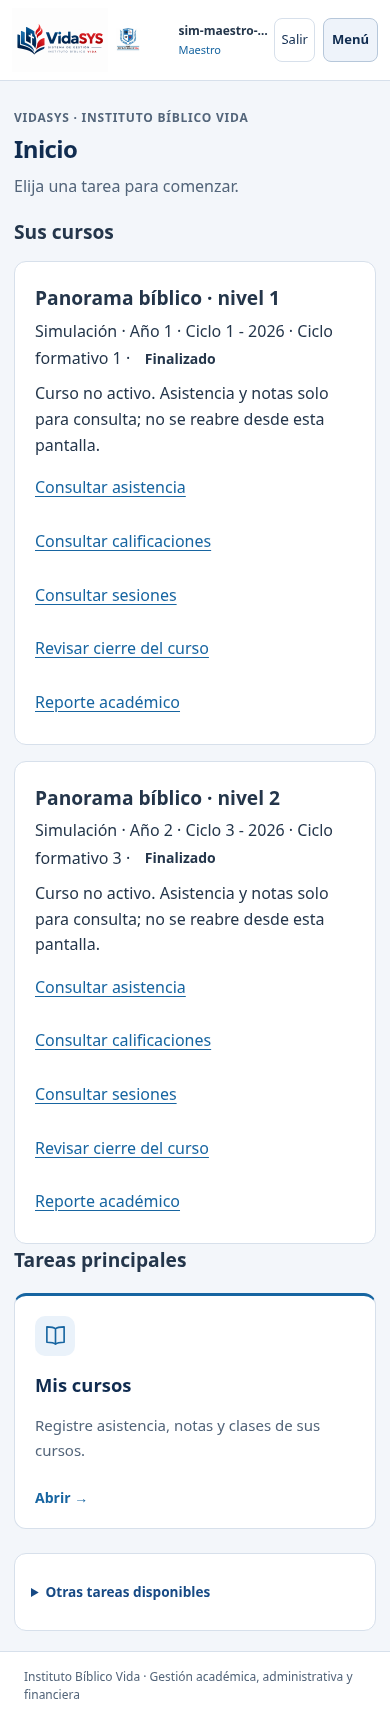 VidaSys
SISTEMA DE GESTIÓN
INSTITUTO BÍBLICO VIDA
sim-maestro-...
Maestro
Salir
Menú
VIDASYS · INSTITUTO BÍBLICO VIDA
Inicio
Elija una tarea para comenzar.
Sus cursos
Panorama bíblico · nivel 1
Simulación · Año 1 · Ciclo 1 - 2026 · Ciclo
formativo 1 · Finalizado
Curso no activo. Asistencia y notas solo
para consulta; no se reabre desde esta
pantalla.
Consultar asistencia
Consultar calificaciones
Consultar sesiones
Revisar cierre del curso
Reporte académico
Panorama bíblico · nivel 2
Simulación · Año 2 · Ciclo 3 - 2026 · Ciclo
formativo 3 · Finalizado
Curso no activo. Asistencia y notas solo
para consulta; no se reabre desde esta
pantalla.
Consultar asistencia
Consultar calificaciones
Consultar sesiones
Revisar cierre del curso
Reporte académico
Tareas principales
Mis cursos
Registre asistencia, notas y clases de sus
cursos.
Abrir →
▶ Otras tareas disponibles
Instituto Bíblico Vida · Gestión académica, administrativa y
financiera